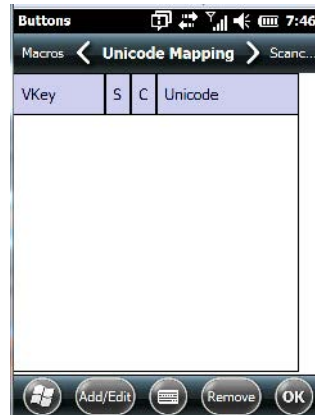 Buttons 7:46
Macros Unicode Mapping Scanc...
VKey S C Unicode
Add/Edit Remove OK